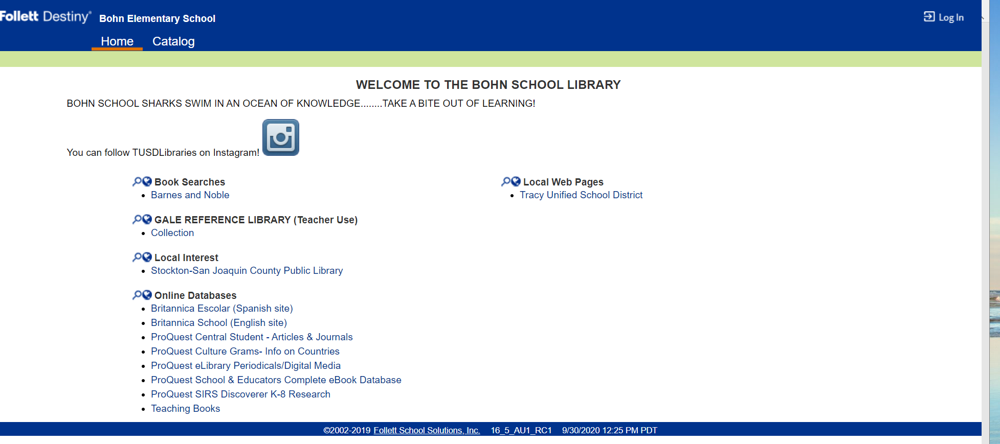 Follett Destiny® Bohn Elementary School
Log In
Home Catalog
WELCOME TO THE BOHN SCHOOL LIBRARY
BOHN SCHOOL SHARKS SWIM IN AN OCEAN OF KNOWLEDGE........TAKE A BITE OUT OF LEARNING!
You can follow TUSDLibraries on Instagram!
Book Searches
Barnes and Noble
GALE REFERENCE LIBRARY (Teacher Use)
Collection
Local Interest
Stockton-San Joaquin County Public Library
Online Databases
Britannica Escolar (Spanish site)
Britannica School (English site)
ProQuest Central Student - Articles & Journals
ProQuest Culture Grams- Info on Countries
ProQuest eLibrary Periodicals/Digital Media
ProQuest School & Educators Complete eBook Database
ProQuest SIRS Discoverer K-8 Research
Teaching Books
Local Web Pages
Tracy Unified School District
©2002-2019 Follett School Solutions, Inc. 16_5_AU1_RC1 9/30/2020 12:25 PM PDT